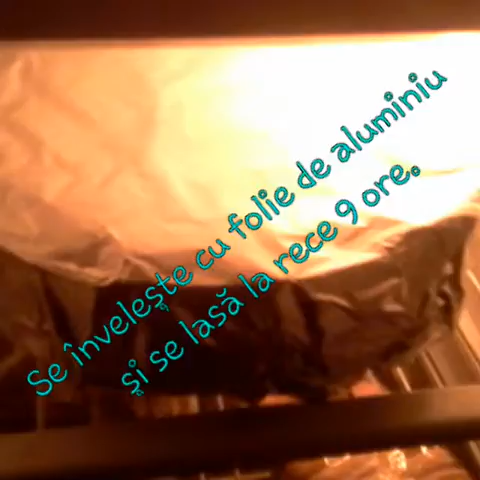 Se învelește cu folie de aluminiu
și se lasă la rece 9 ore.